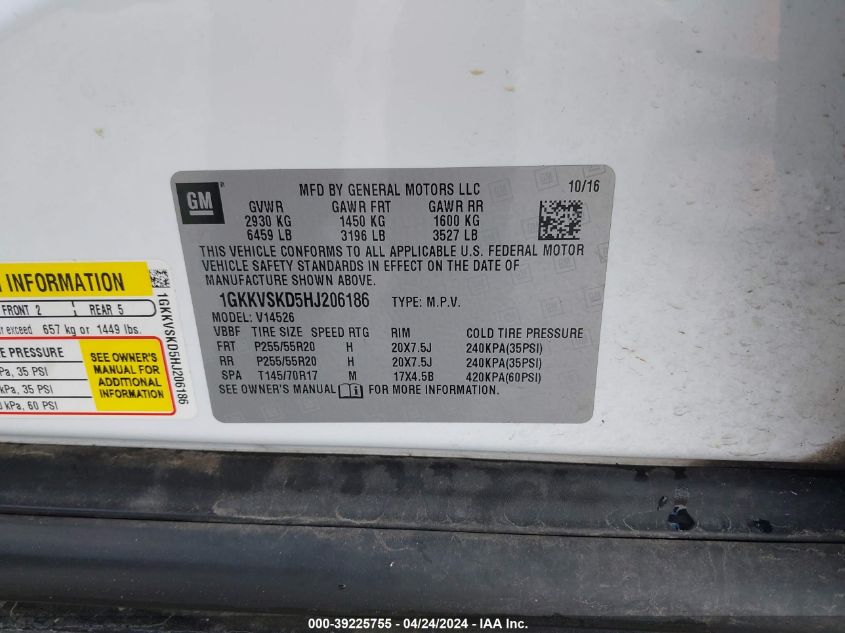 GM
MFD BY GENERAL MOTORS LLC 10/16
GVWR GAWR FRT GAWR RR
2930 KG 1450 KG 1600 KG
6459 LB 3196 LB 3527 LB
THIS VEHICLE CONFORMS TO ALL APPLICABLE U.S. FEDERAL MOTOR
VEHICLE SAFETY STANDARDS IN EFFECT ON THE DATE OF
MANUFACTURE SHOWN ABOVE.
1GKKVSKD5HJ206186 TYPE: M.P.V.
MODEL: V14526
VBBF TIRE SIZE SPEED RTG RIM COLD TIRE PRESSURE
FRT P255/55R20 H 20X7.5J 240KPA(35PSI)
RR P255/55R20 H 20X7.5J 240KPA(35PSI)
SPA T145/70R17 M 17X4.5B 420KPA(60PSI)
SEE OWNER'S MANUAL FOR MORE INFORMATION.
INFORMATION
FRONT 2 REAR 5
exceed 657 kg or 1449 lbs.
PRESSURE
, 35 PSI
kPa, 35 PSI
kPa, 60 PSI
SEE OWNER'S
MANUAL FOR
ADDITIONAL
INFORMATION
1GKKVSKD5HJ206186
000-39225755 - 04/24/2024 - IAA Inc.